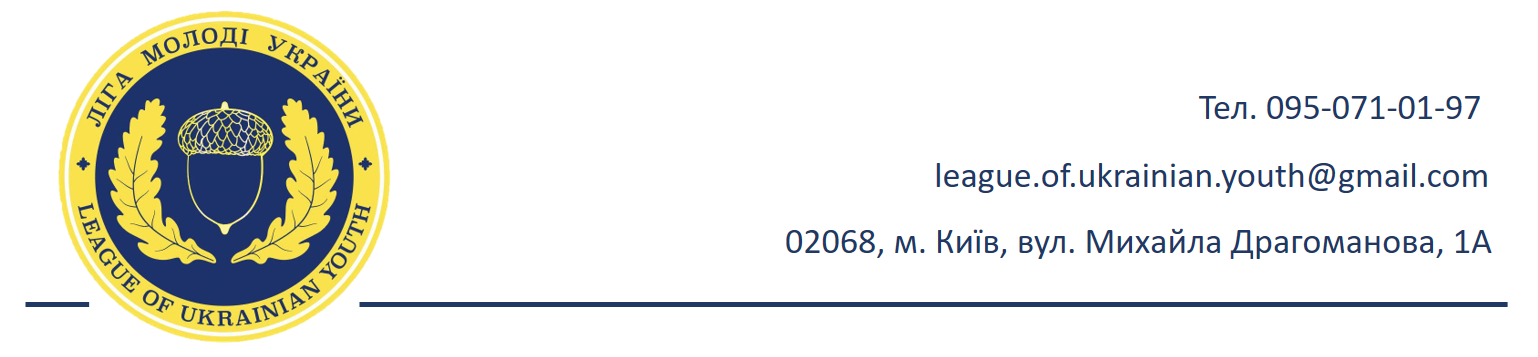 ЛІГА МОЛОДІ УКРАЇНИ
LEAGUE OF UKRAINIAN YOUTH
Тел. 095-071-01-97
league.of.ukrainian.youth@gmail.com
02068, м. Київ, вул. Михайла Драгоманова, 1А